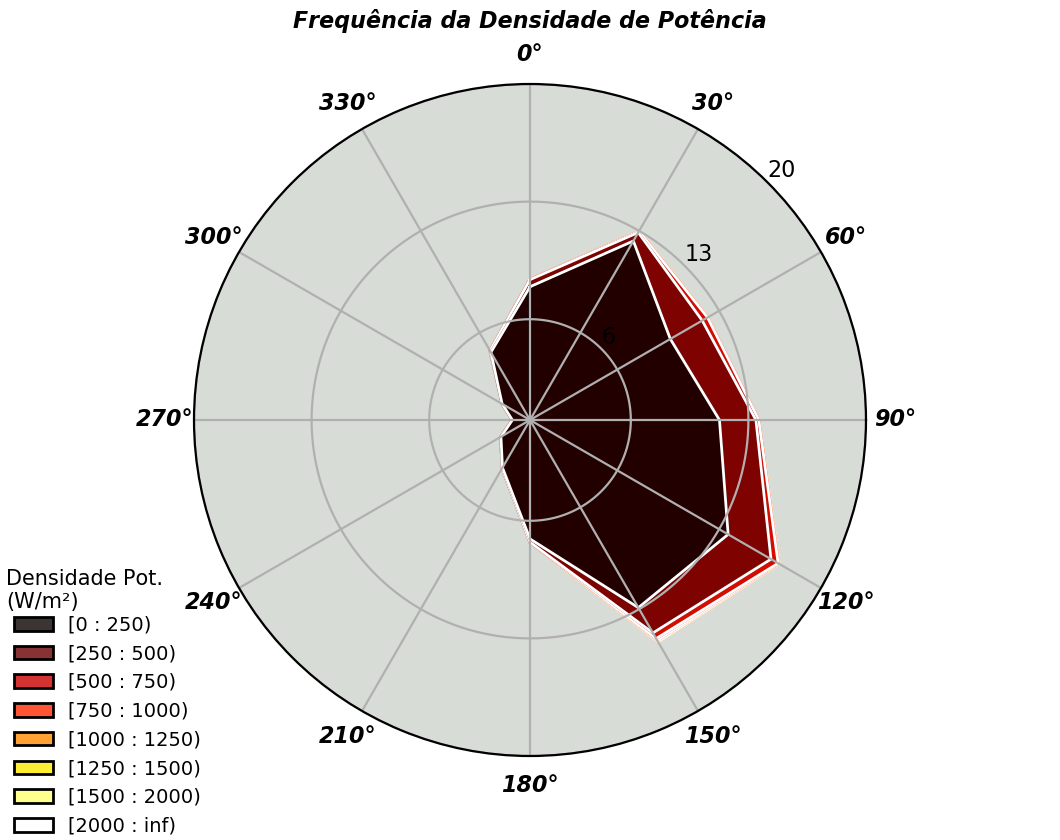 Frequência da Densidade de Potência
0°
30°
60°
90°
120°
150°
180°
210°
240°
270°
300°
330°
6
13
20
Densidade Pot.
(W/m²)
[0 : 250)
[250 : 500)
[500 : 750)
[750 : 1000)
[1000 : 1250)
[1250 : 1500)
[1500 : 2000)
[2000 : inf)